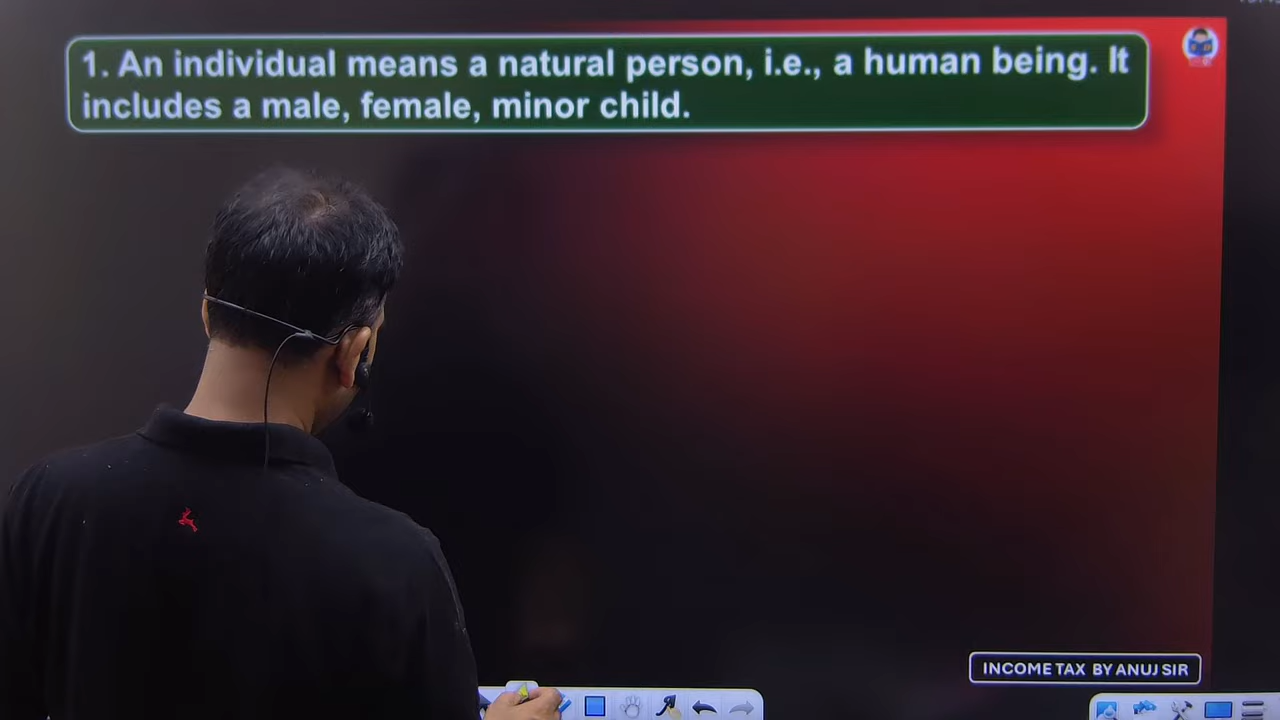 1. An individual means a natural person, i.e., a human being. It
includes a male, female, minor child.
INCOME TAX BY ANUJ SIR